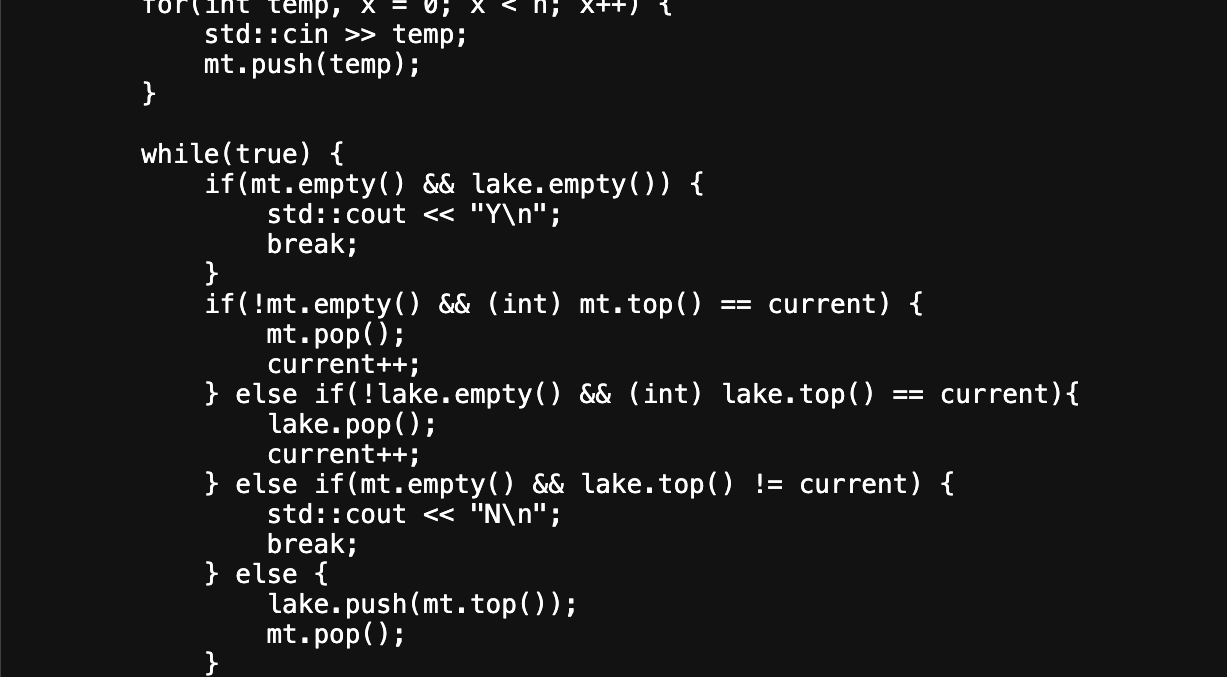 for(int temp, x = 0; x < n; x++) {
std::cin >> temp;
mt.push(temp);
}
while(true) {
if(mt.empty() && lake.empty()) {
std::cout << "Y\n";
break;
}
if(!mt.empty() && (int) mt.top() == current) {
mt.pop();
current++;
} else if(!lake.empty() && (int) lake.top() == current){
lake.pop();
current++;
} else if(mt.empty() && lake.top() != current) {
std::cout << "N\n";
break;
} else {
lake.push(mt.top());
mt.pop();
}